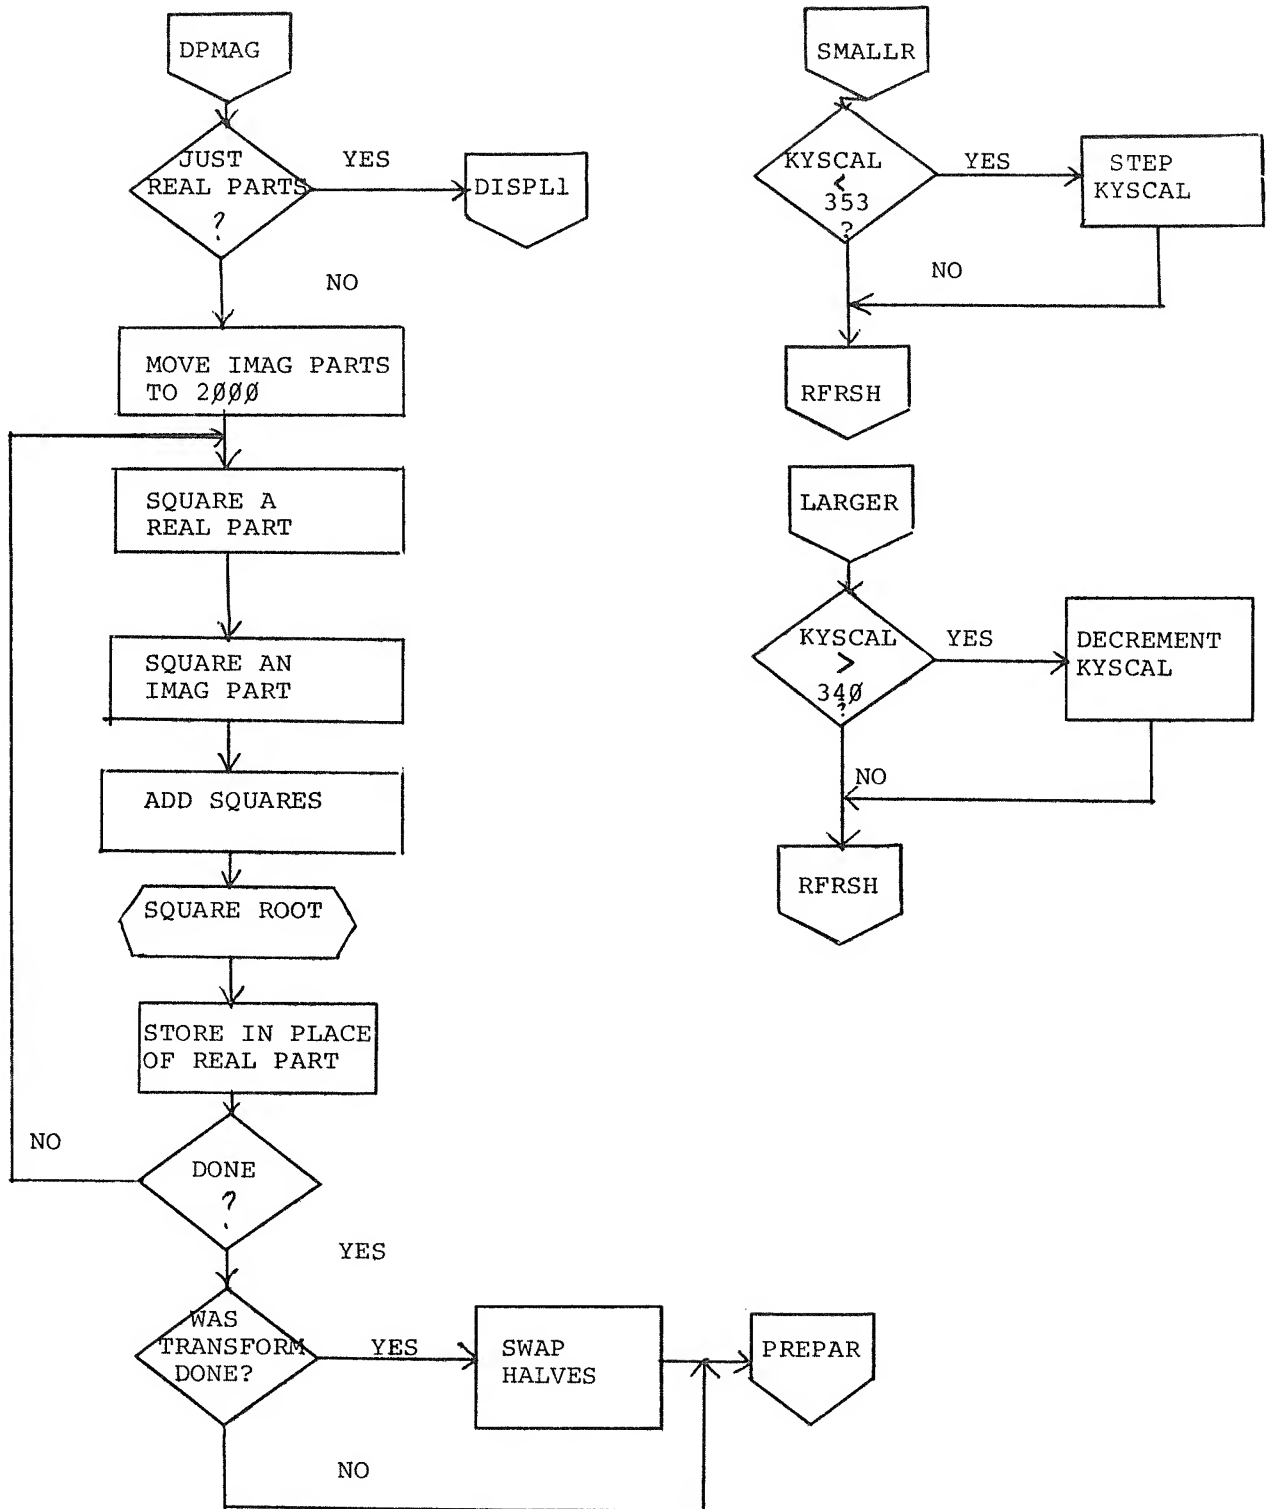 DPMAG
JUST
REAL PARTS
?
YES
DISPL1
NO
MOVE IMAG PARTS
TO 2ØØØ
SQUARE A
REAL PART
SQUARE AN
IMAG PART
ADD SQUARES
SQUARE ROOT
STORE IN PLACE
OF REAL PART
NO
DONE
?
YES
WAS
TRANSFORM
DONE?
YES
SWAP
HALVES
PREPAR
NO
SMALLR
KYSCAL
<
353
?
YES
STEP
KYSCAL
NO
RFRSH
LARGER
KYSCAL
>
34Ø
?
YES
DECREMENT
KYSCAL
NO
RFRSH